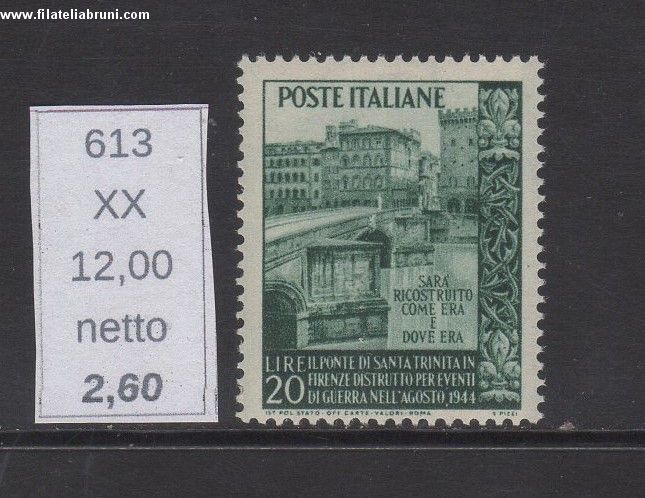 www.filateliabruni.com
613
XX
12,00
netto
2,60
POSTE ITALIANE
SARÀ
RICOSTRUITO
COME ERA
E
DOVE ERA
LIRE IL PONTE DI SANTA TRINITA IN
20 FIRENZE DISTRUTTO PER EVENTI
DI GUERRA NELL'AGOSTO, 1944
IST. POL. STATO - OFF. CARTE - VALORI - ROMA